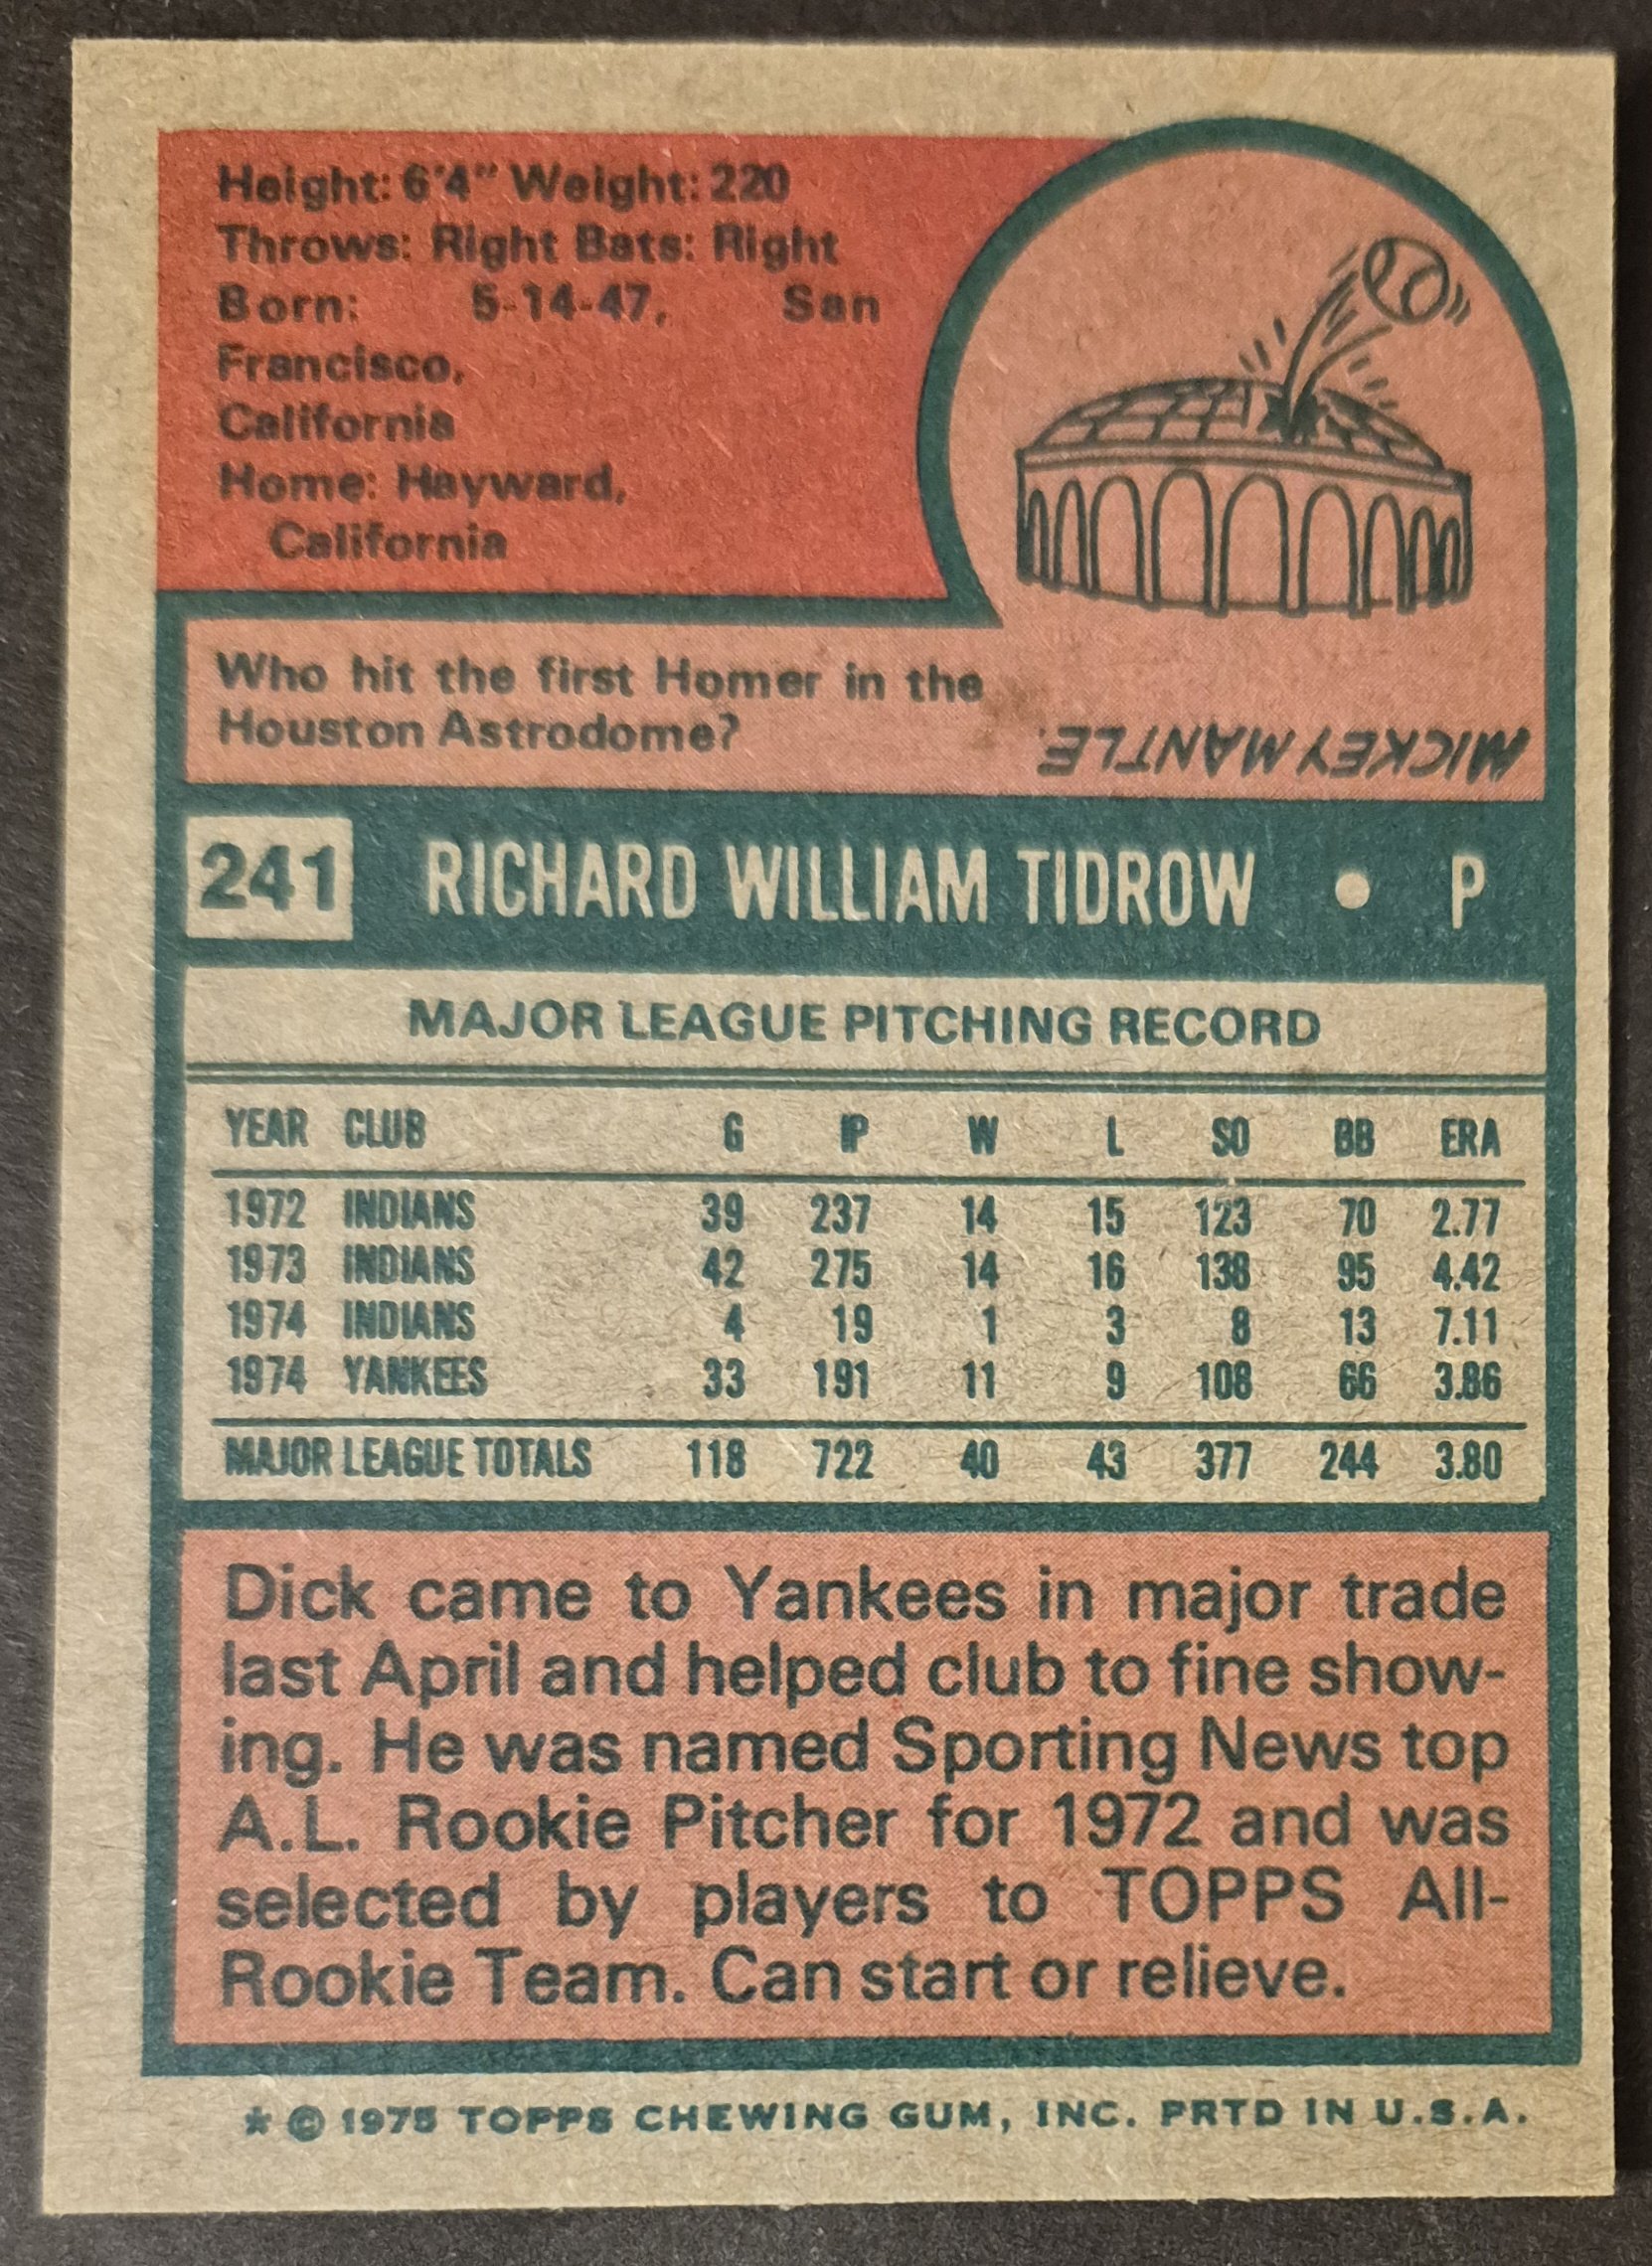 Height: 6'4" Weight: 220
Throws: Right Bats: Right
Born: 5-14-47, San
Francisco,
California
Home: Hayward,
California
Who hit the first Homer in the
Houston Astrodome?
MICKEY MANTLE.
241 RICHARD WILLIAM TIDROW • P
MAJOR LEAGUE PITCHING RECORD
YEAR CLUB G IP W L SO BB ERA
1972 INDIANS 39 237 14 15 123 70 2.77
1973 INDIANS 42 275 14 16 138 95 4.42
1974 INDIANS 4 19 1 3 8 13 7.11
1974 YANKEES 33 191 11 9 108 66 3.86
MAJOR LEAGUE TOTALS 118 722 40 43 377 244 3.80
Dick came to Yankees in major trade
last April and helped club to fine show-
ing. He was named Sporting News top
A.L. Rookie Pitcher for 1972 and was
selected by players to TOPPS All-
Rookie Team. Can start or relieve.
* © 1975 TOPPS CHEWING GUM, INC. PRTD IN U.S.A.